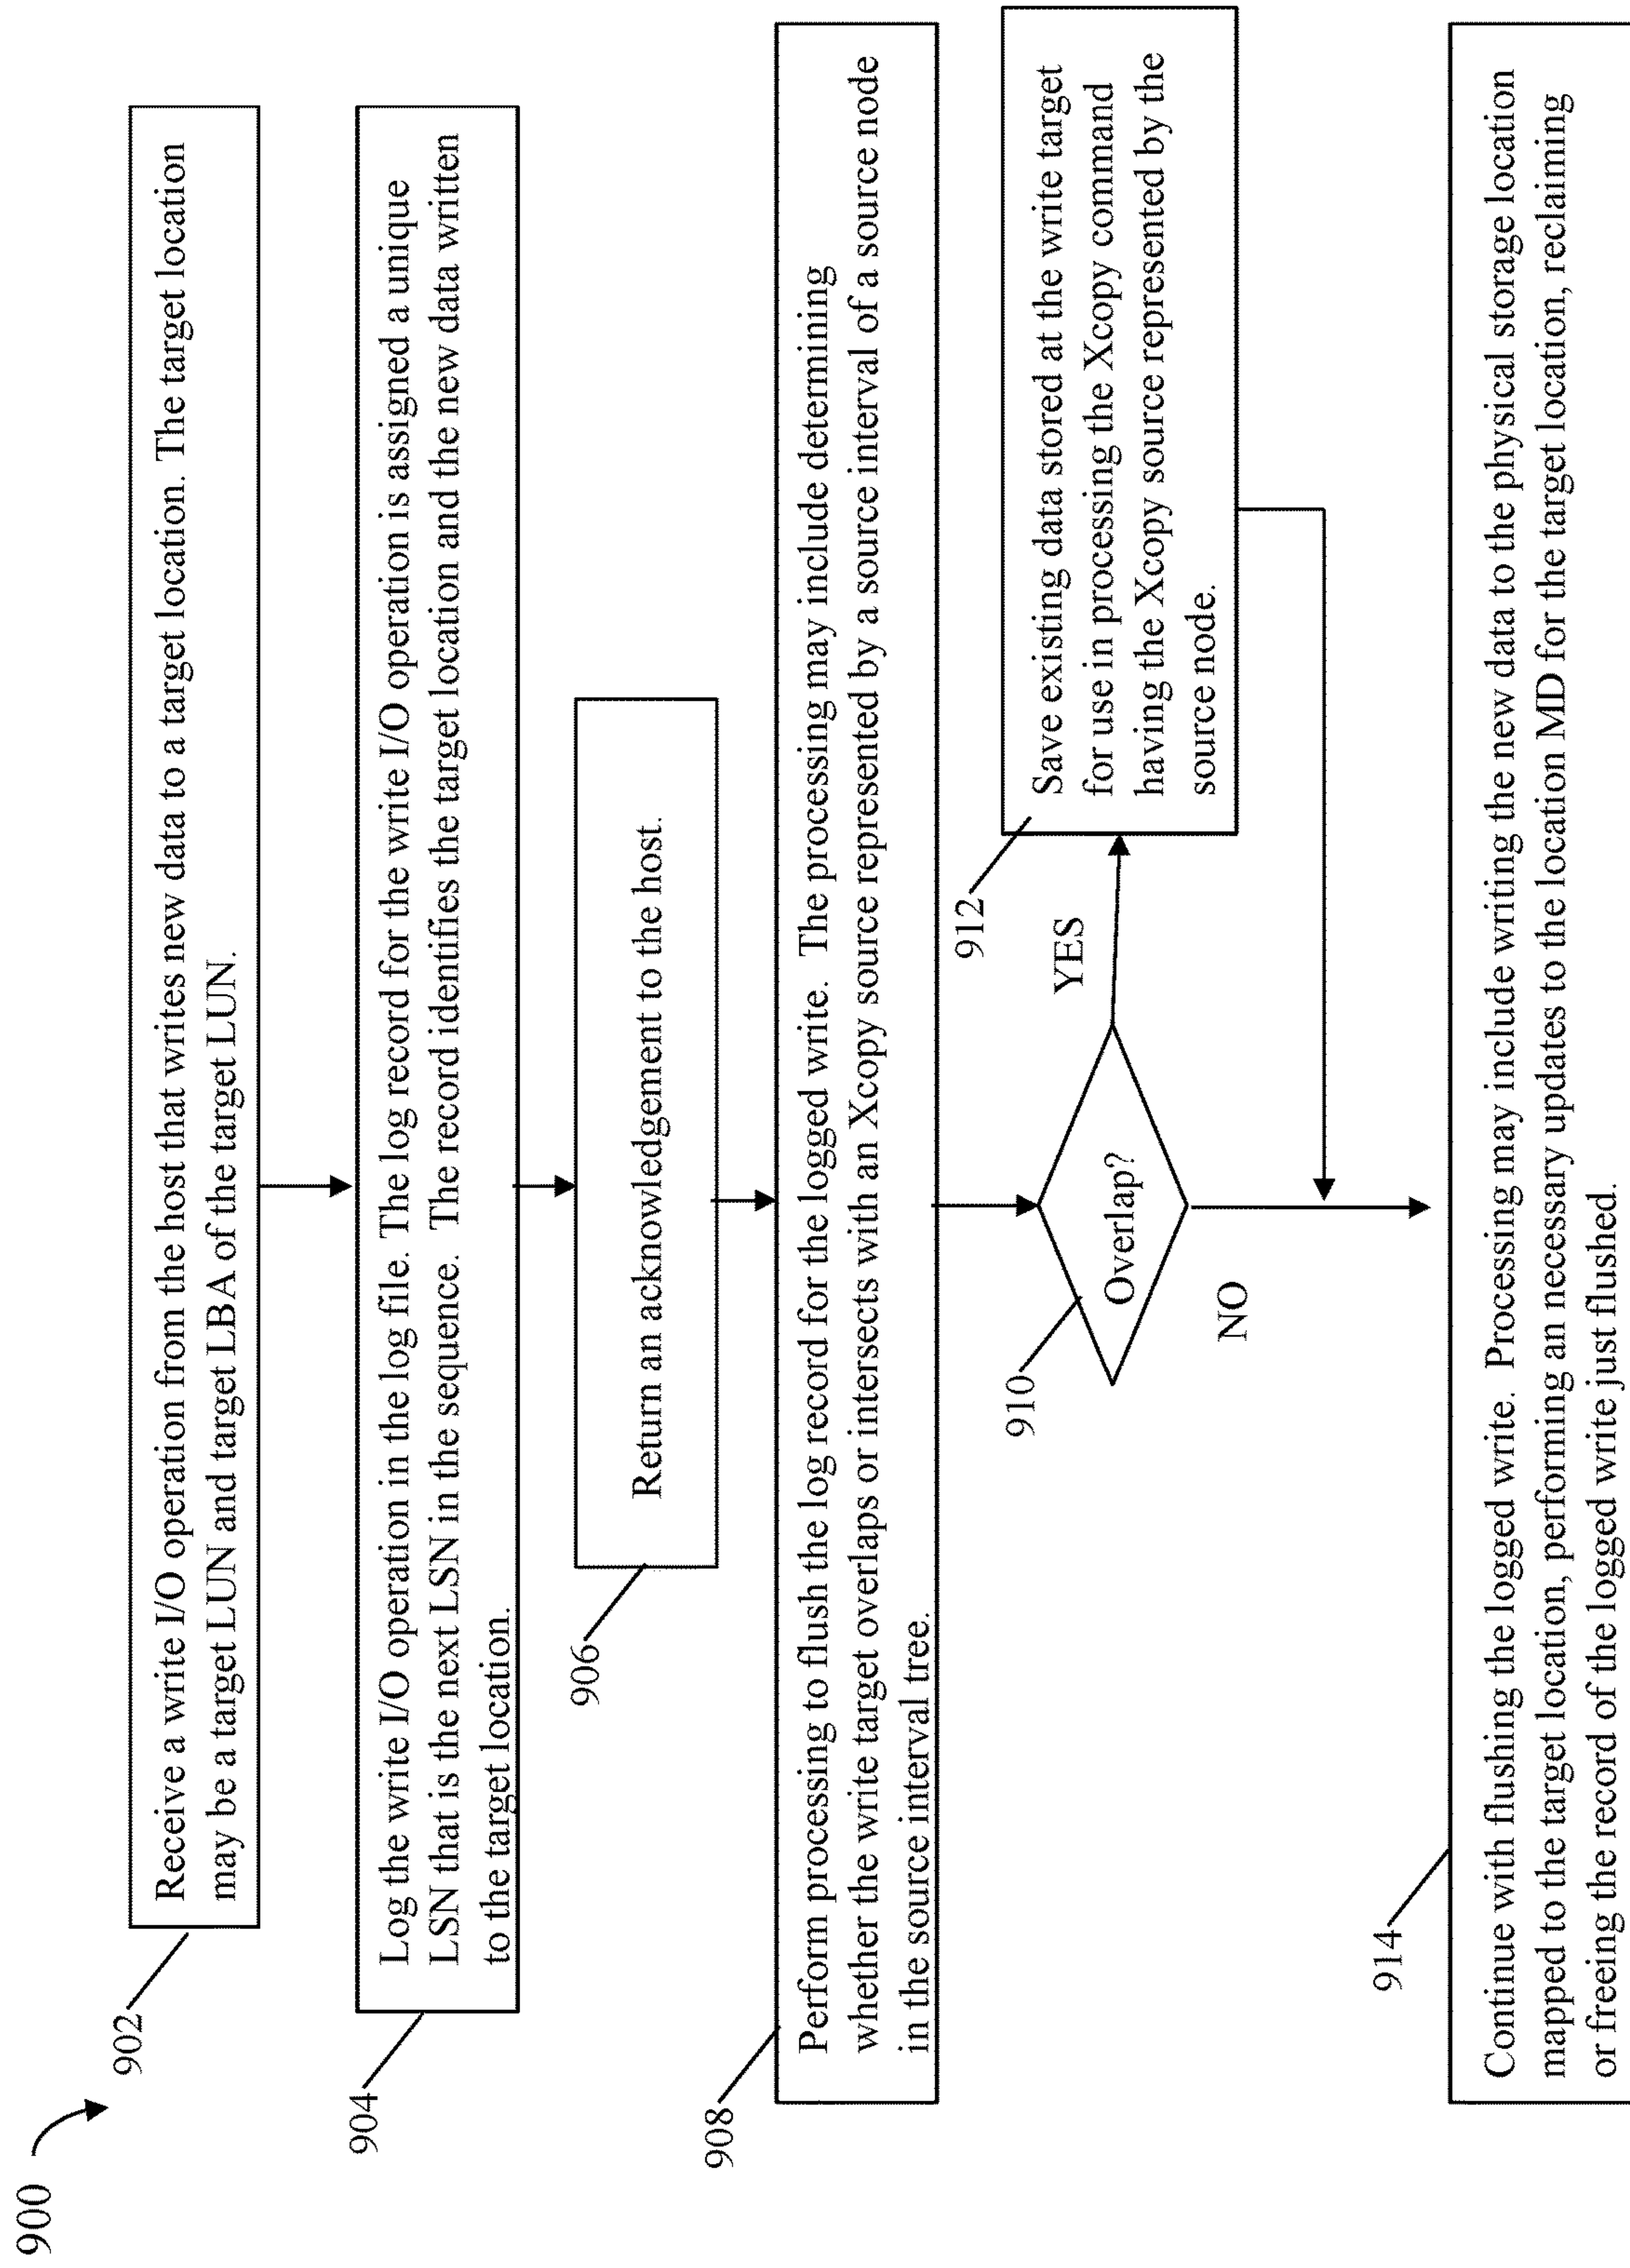 900
902
Receive a write I/O operation from the host that writes new data to a target location. The target location
may be a target LUN and target LBA of the target LUN.
904
Log the write I/O operation in the log file. The log record for the write I/O operation is assigned a unique
LSN that is the next LSN in the sequence. The record identifies the target location and the new data written
to the target location.
906
Return an acknowledgement to the host.
908
Perform processing to flush the log record for the logged write. The processing may include determining
whether the write target overlaps or intersects with an Xcopy source represented by a source interval of a source node
in the source interval tree.
910
Overlap?
YES
NO
912
Save existing data stored at the write target
for use in processing the Xcopy command
having the Xcopy source represented by the
source node.
914
Continue with flushing the logged write. Processing may include writing the new data to the physical storage location
mapped to the target location, performing an necessary updates to the location MD for the target location, reclaiming
or freeing the record of the logged write just flushed.